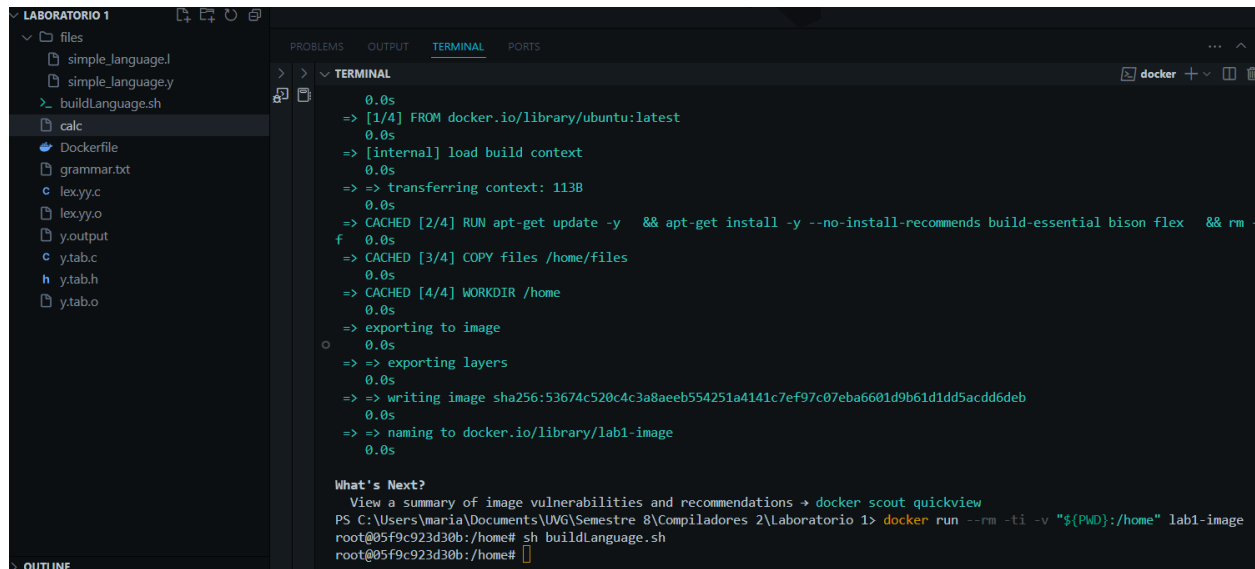 LABORATORIO 1
files
simple_language.l
simple_language.y
buildLanguage.sh
calc
Dockerfile
grammar.txt
C lex.yy.c
lex.yy.o
y.output
C y.tab.c
h y.tab.h
y.tab.o
OUTLINE
PROBLEMS OUTPUT TERMINAL PORTS
TERMINAL
docker
0.0s
=> [1/4] FROM docker.io/library/ubuntu:latest
0.0s
=> [internal] load build context
0.0s
=> => transferring context: 113B
0.0s
=> CACHED [2/4] RUN apt-get update -y && apt-get install -y --no-install-recommends build-essential bison flex && rm -
f 0.0s
=> CACHED [3/4] COPY files /home/files
0.0s
=> CACHED [4/4] WORKDIR /home
0.0s
=> exporting to image
0.0s
=> => exporting layers
0.0s
=> => writing image sha256:53674c520c4c3a8aeeb554251a4141c7ef97c07eba6601d9b61d1dd5acdd6deb
0.0s
=> => naming to docker.io/library/lab1-image
0.0s
What's Next?
View a summary of image vulnerabilities and recommendations → docker scout quickview
PS C:\Users\maria\Documents\UVG\Semestre 8\Compiladores 2\Laboratorio 1> docker run --rm -ti -v "${PWD}:/home" lab1-image
root@05f9c923d30b:/home# sh buildLanguage.sh
root@05f9c923d30b:/home#